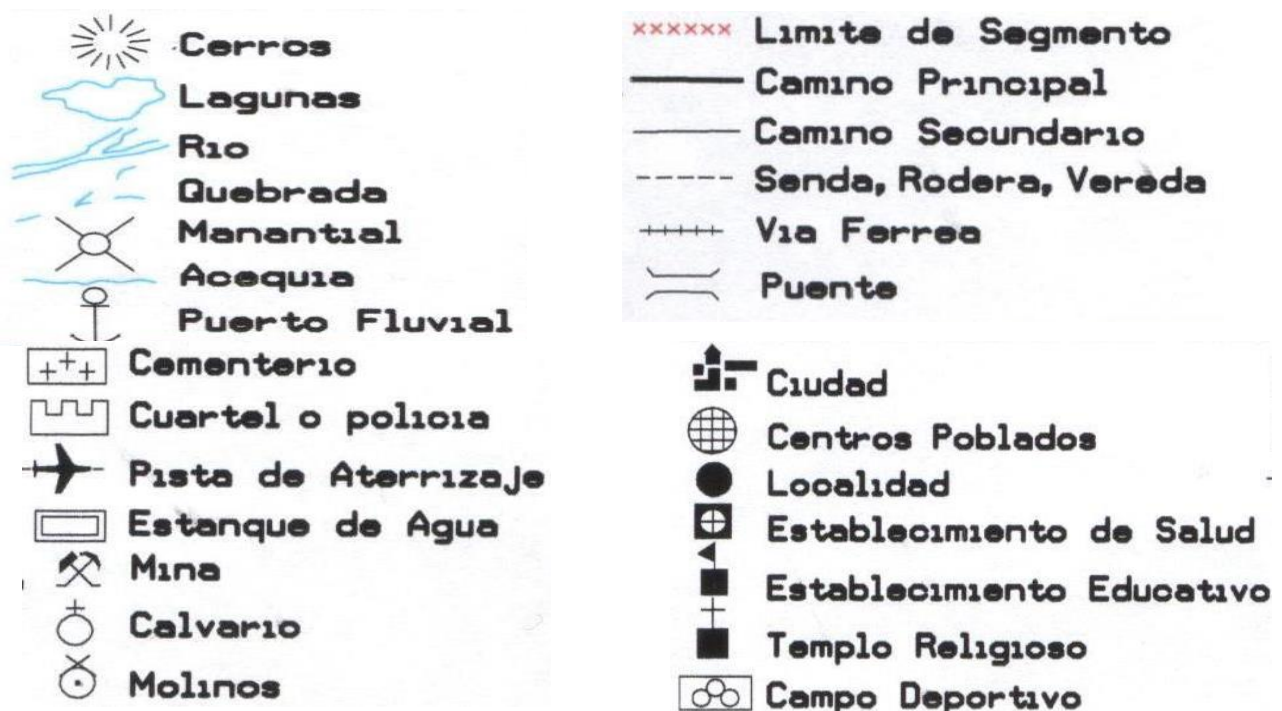 Cerros
Lagunas
Rio
Quebrada
Manantial
Acequia
Puerto Fluvial
Cementerio
Cuartel o policia
Pista de Aterrizaje
Estanque de Agua
Mina
Calvario
Molinos
Limite de Segmento
Camino Principal
Camino Secundario
Senda, Rodera, Vereda
Via Ferrea
Puente
Ciudad
Centros Poblados
Localidad
Establecimiento de Salud
Establecimiento Educativo
Templo Religioso
Campo Deportivo